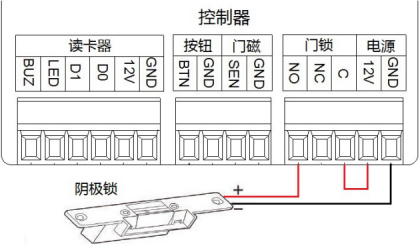 控制器
读卡器 按钮 门磁 门锁 电源
BUZ LED D1 D0 12V GND BTN GND SEN GND NO NC C 12V GND
阴极锁 +
−